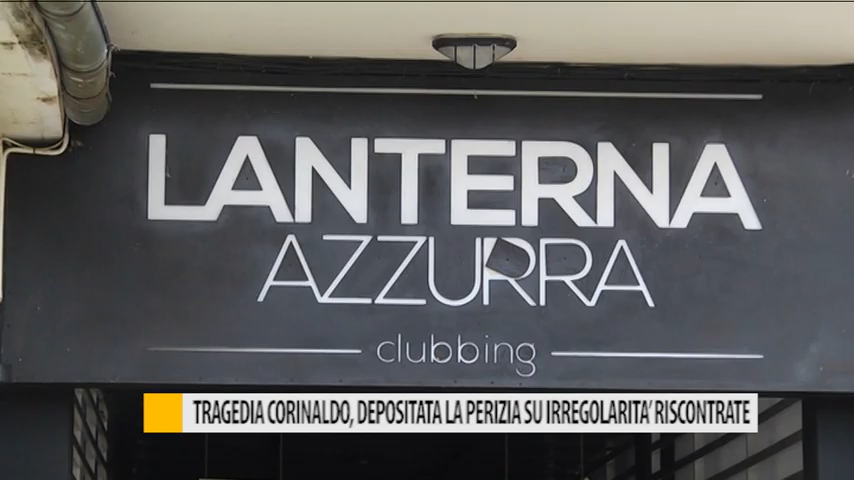 LANTERNA
AZZURRA
clubbing
TRAGEDIA CORINALDO, DEPOSITATA LA PERIZIA SU IRREGOLARITA’ RISCONTRATE